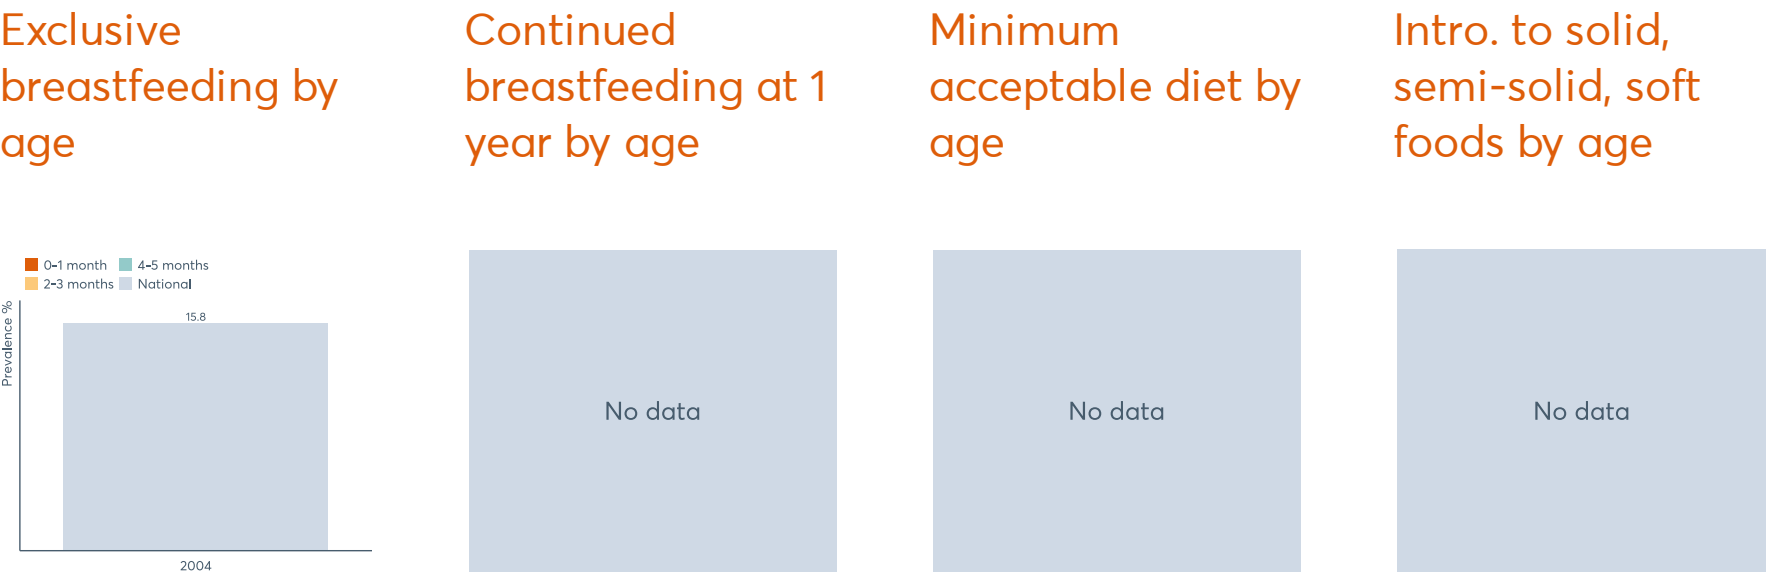 Exclusive
breastfeeding by
age
Continued
breastfeeding at 1
year by age
Minimum
acceptable diet by
age
Intro. to solid,
semi-solid, soft
foods by age
0-1 month
4-5 months
2-3 months
National
Prevalence %
15.8
2004
No data
No data
No data